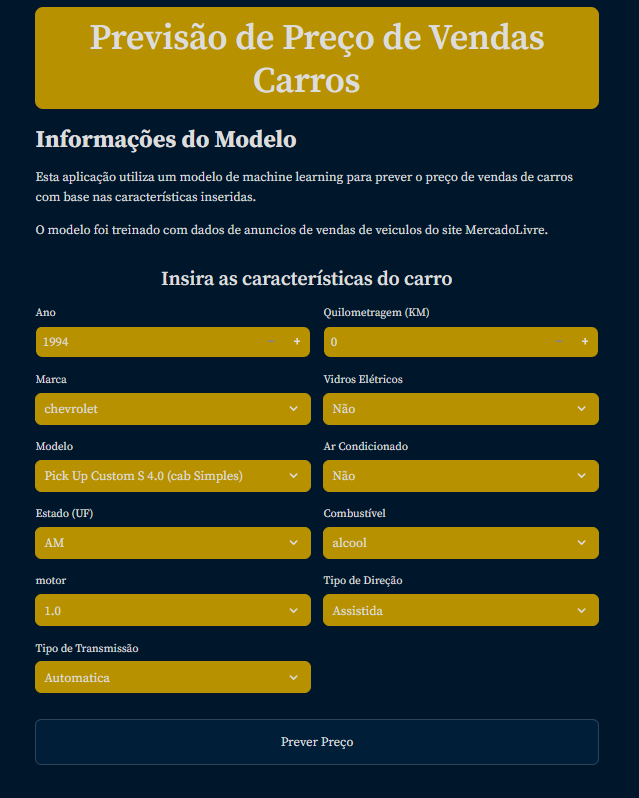 Previsão de Preço de Vendas
Carros
Informações do Modelo
Esta aplicação utiliza um modelo de machine learning para prever o preço de vendas de carros
com base nas características inseridas.
O modelo foi treinado com dados de anuncios de vendas de veiculos do site MercadoLivre.
Insira as características do carro
Ano
Quilometragem (KM)
1994 - +
0 - +
Marca
Vidros Elétricos
chevrolet
Não
Modelo
Ar Condicionado
Pick Up Custom S 4.0 (cab Simples)
Não
Estado (UF)
Combustível
AM
alcool
motor
Tipo de Direção
1.0
Assistida
Tipo de Transmissão
Automatica
Prever Preço